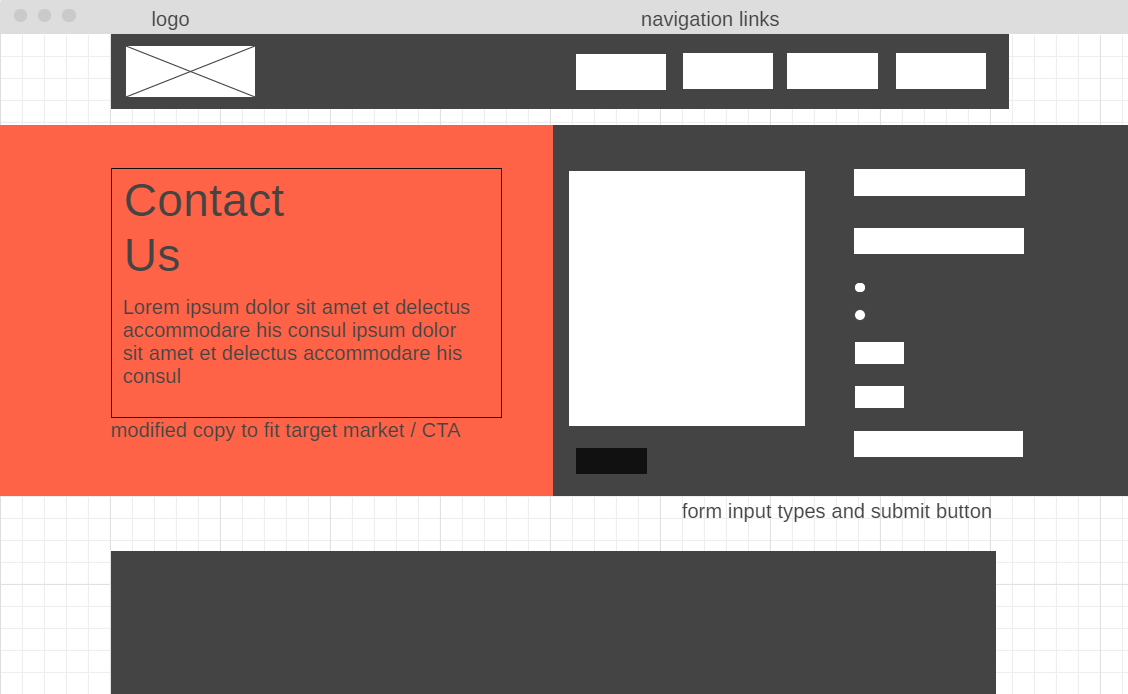 logo
navigation links
Contact
Us
Lorem ipsum dolor sit amet et delectus
accommodare his consul ipsum dolor
sit amet et delectus accommodare his
consul
modified copy to fit target market / CTA
form input types and submit button